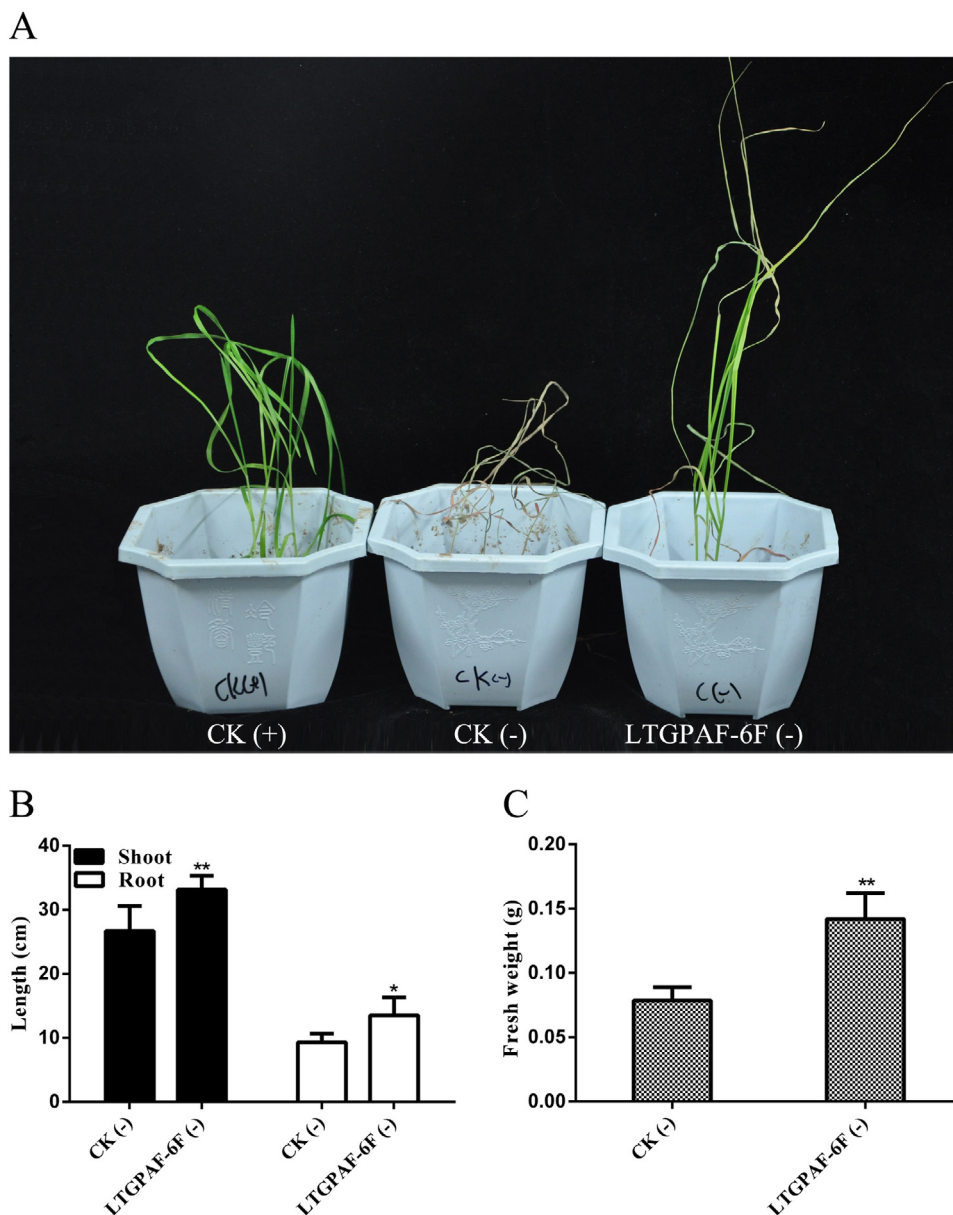 A
CK(+)
CK(-)
C(-)
CK (+)
CK (-)
LTGPAF-6F (-)
B
40
30
20
10
0
Length (cm)
Shoot
Root
**
*
CK (-)
LTGPAF-6F (-)
CK (-)
LTGPAF-6F (-)
C
0.20
0.15
0.10
0.05
0.00
Fresh weight (g)
**
CK (-)
LTGPAF-6F (-)